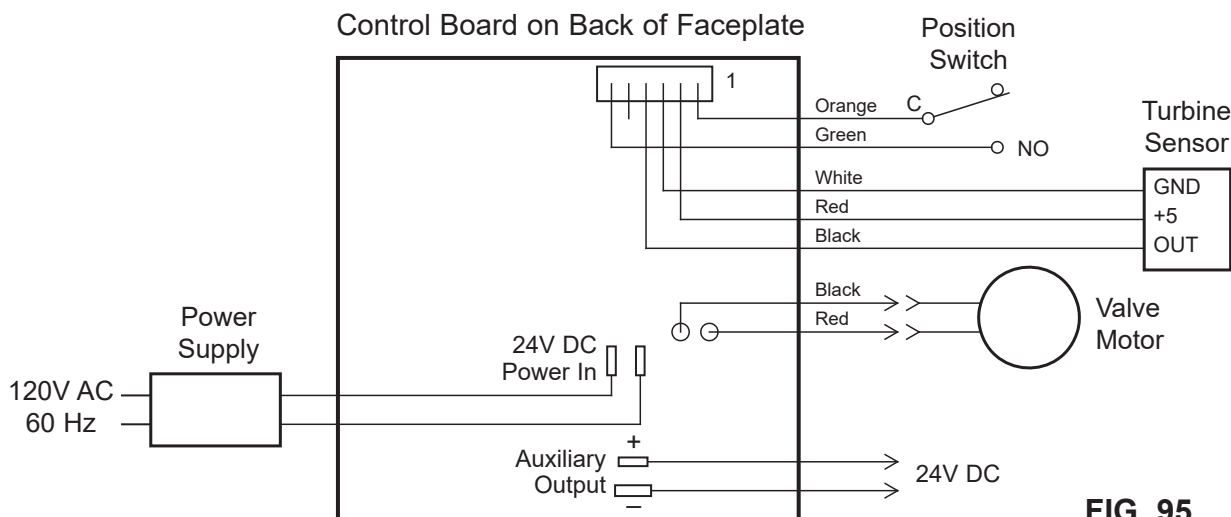 Control Board on Back of Faceplate
Position
Switch
1
Orange
C
Green
NO
Turbine
Sensor
White
GND
Red
+5
Black
OUT
Black
Red
Valve
Motor
Power
Supply
24V DC
Power In
120V AC
60 Hz
+
Auxiliary
Output
–
24V DC
FIG. 95